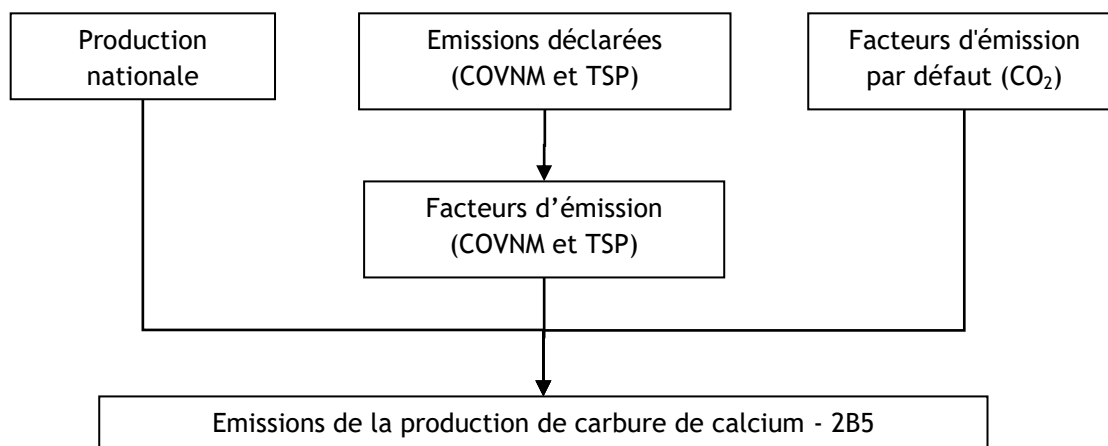 Production
nationale
Emissions déclarées
(COVNM et TSP)
Facteurs d'émission
par défaut (CO₂)
Facteurs d’émission
(COVNM et TSP)
Emissions de la production de carbure de calcium - 2B5